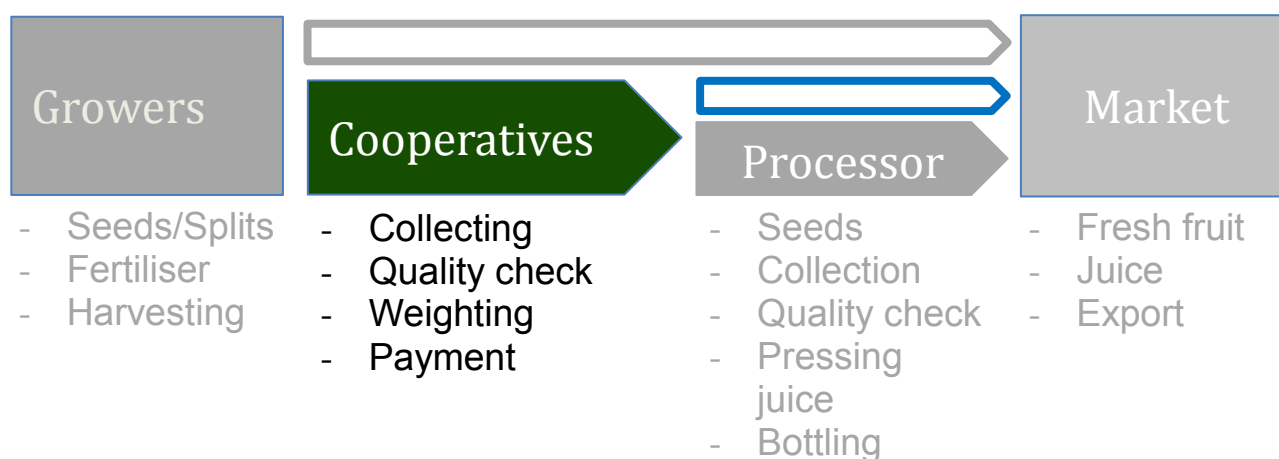 Growers
- Seeds/Splits
- Fertiliser
- Harvesting
Cooperatives
- Collecting
- Quality check
- Weighting
- Payment
Processor
- Seeds
- Collection
- Quality check
- Pressing
juice
- Bottling
Market
- Fresh fruit
- Juice
- Export